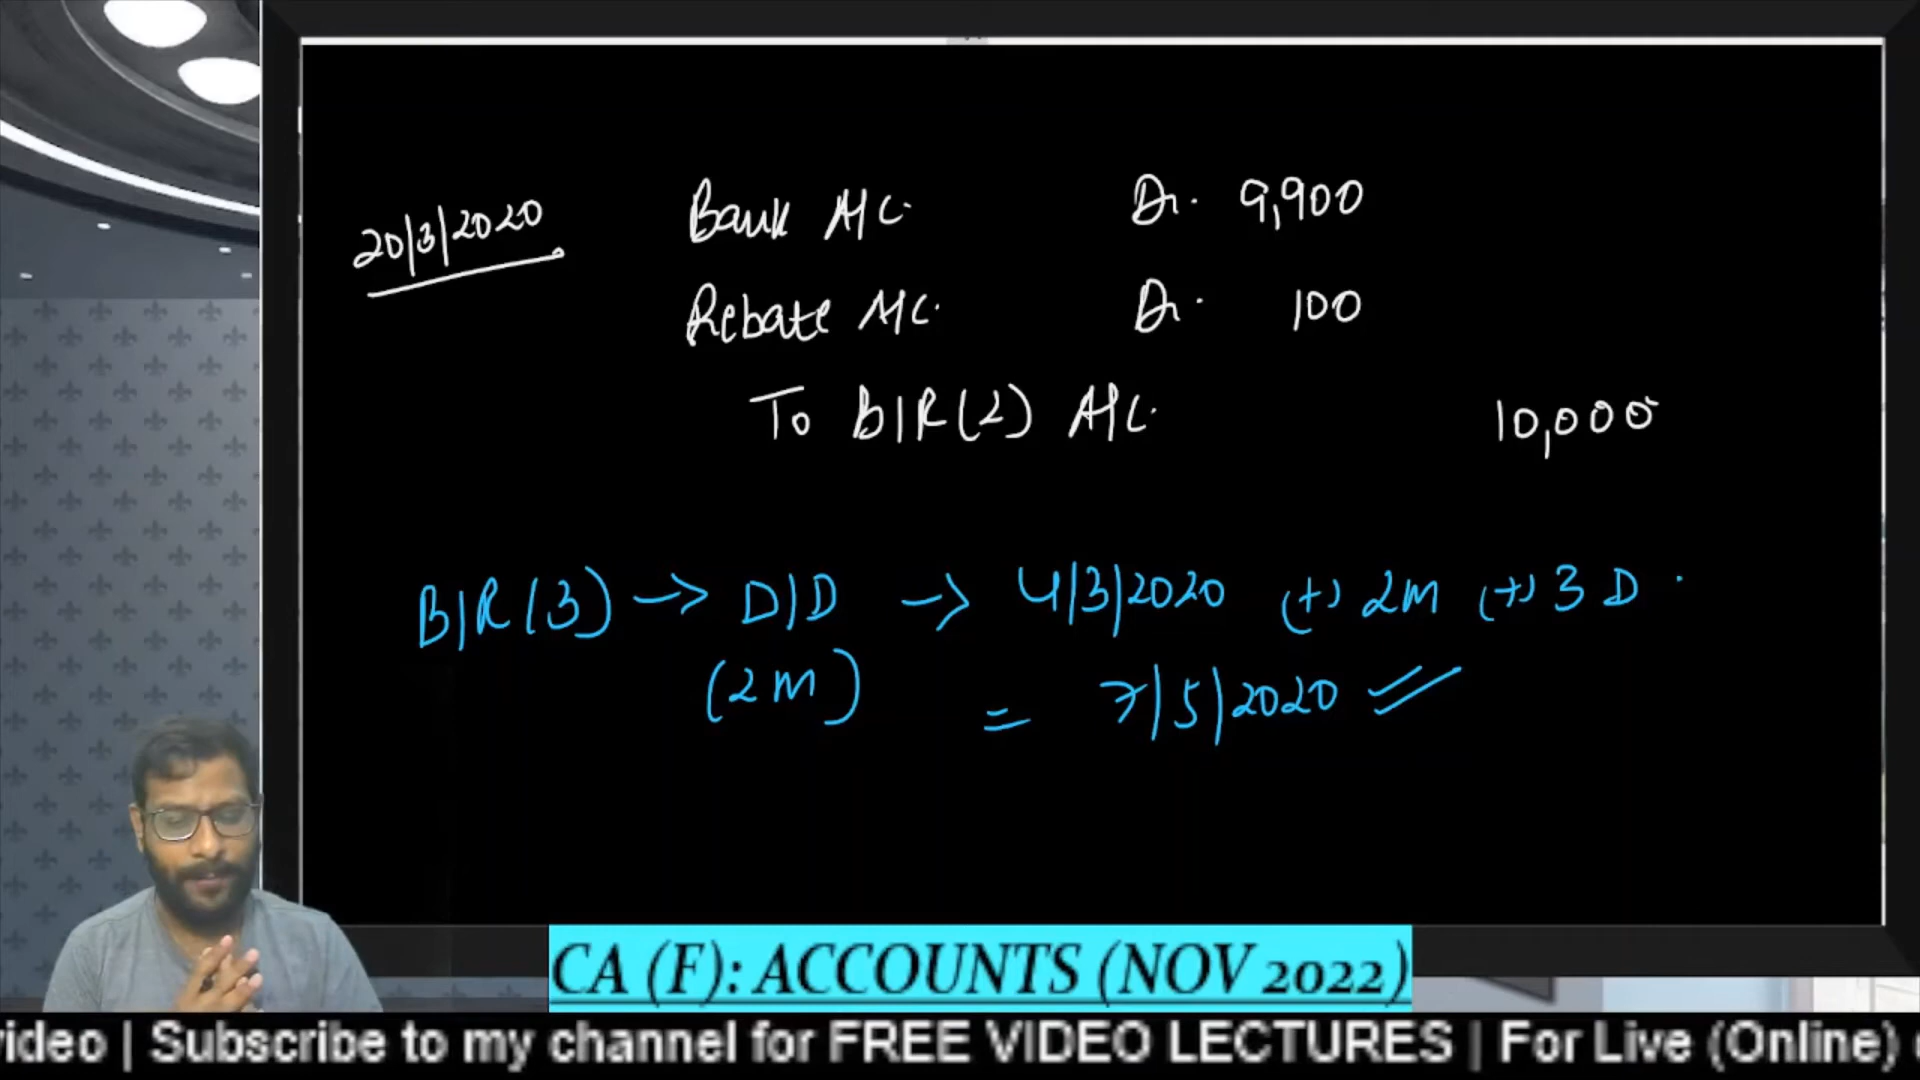 20/3/2020 Bank A/C. Dr. 9,900
Rebate A/C. Dr. 100
To B/R (2) A/C. 10,000
B/R (3) -> D/D -> 4/3/2020 (+) 2m (+) 3 D.
(2m) = 7/5/2020
CA (F): ACCOUNTS (NOV 2022)
video | Subscribe to my channel for FREE VIDEO LECTURES | For Live (Online)